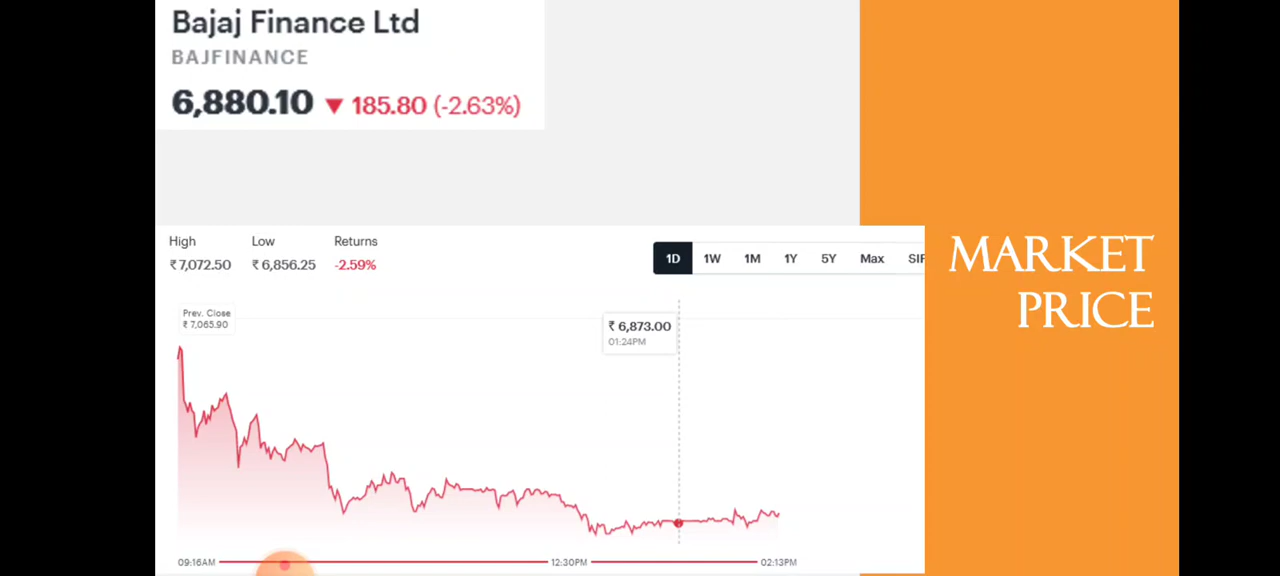 Bajaj Finance Ltd
BAJFINANCE
6,880.10 ▼ 185.80 (-2.63%)
High Low Returns
₹7,072.50 ₹6,856.25 -2.59%
1D 1W 1M 1Y 5Y Max SIP
MARKET
PRICE
Prev. Close
₹ 7,065.90
₹ 6,873.00
01:24PM
09:16AM 12:30PM 02:13PM